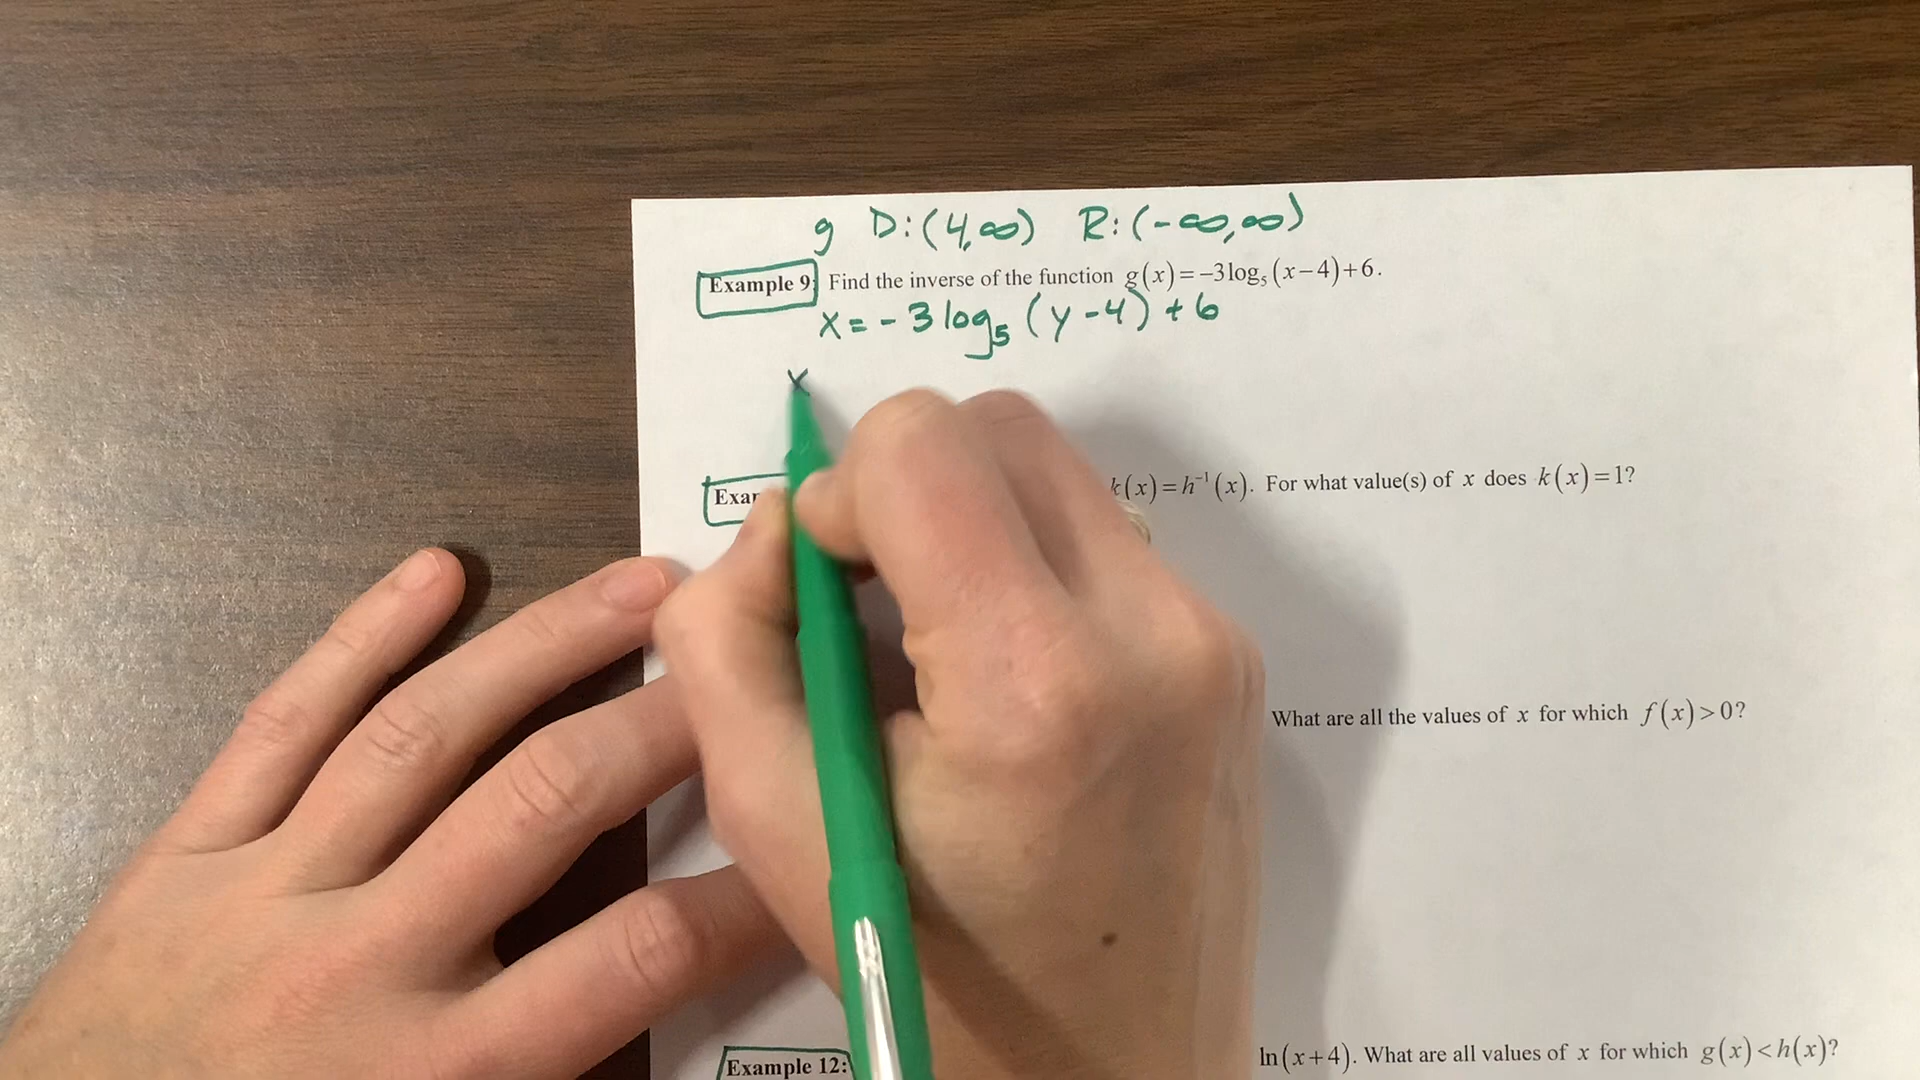 g D: (4,∞) R: (-∞,∞)
Example 9: Find the inverse of the function g(x)=-3log₅(x-4)+6.
x = -3log₅(y-4)+6
x
k(x)=h⁻¹(x). For what value(s) of x does k(x)=1?
What are all the values of x for which f(x)>0?
Example 12: ln(x+4). What are all values of x for which g(x)<h(x)?